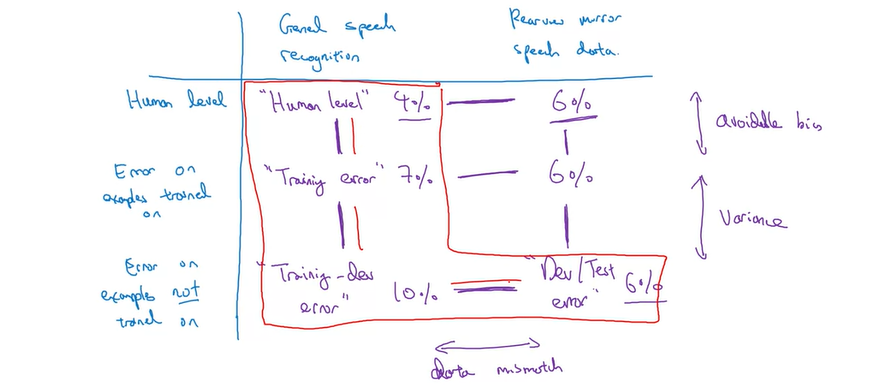 General speech recognition
Rearview mirror speech data.
Human level
"Human level" 4%
6%
avoidable bias
Error on examples trained on
"Training error" 7%
6%
Variance
Error on examples not trained on
"Training-dev error" 10%
"Dev/Test error" 6%
data mismatch